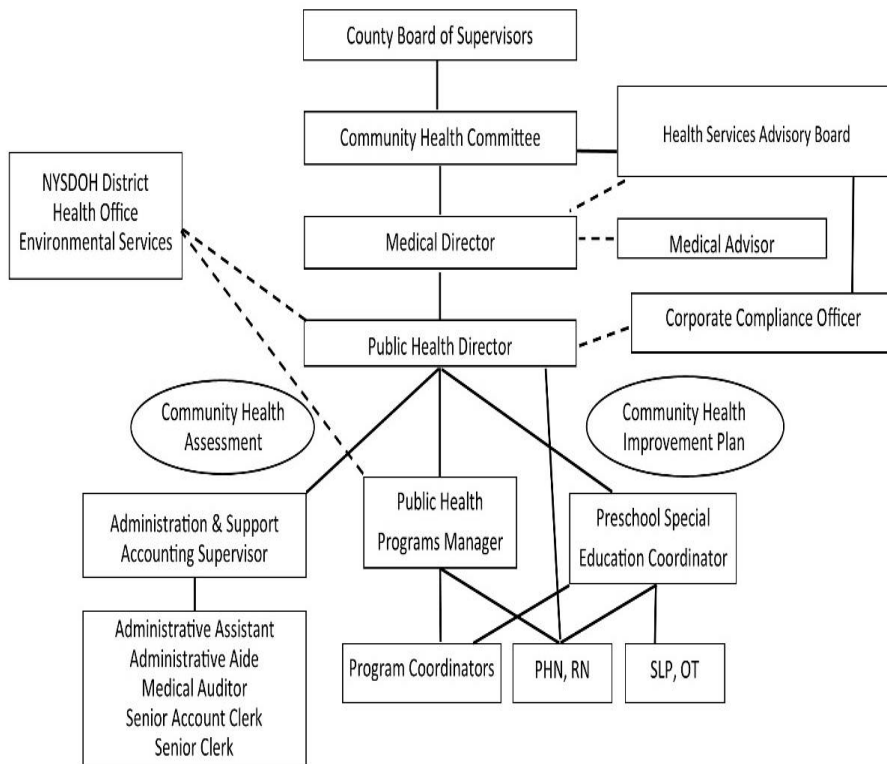 County Board of Supervisors
Community Health Committee
Health Services Advisory Board
NYSDOH District
Health Office
Environmental Services
Medical Director
Medical Advisor
Public Health Director
Corporate Compliance Officer
Community Health
Assessment
Community Health
Improvement Plan
Administration & Support
Accounting Supervisor
Public Health
Programs Manager
Preschool Special
Education Coordinator
Administrative Assistant
Administrative Aide
Medical Auditor
Senior Account Clerk
Senior Clerk
Program Coordinators
PHN, RN
SLP, OT